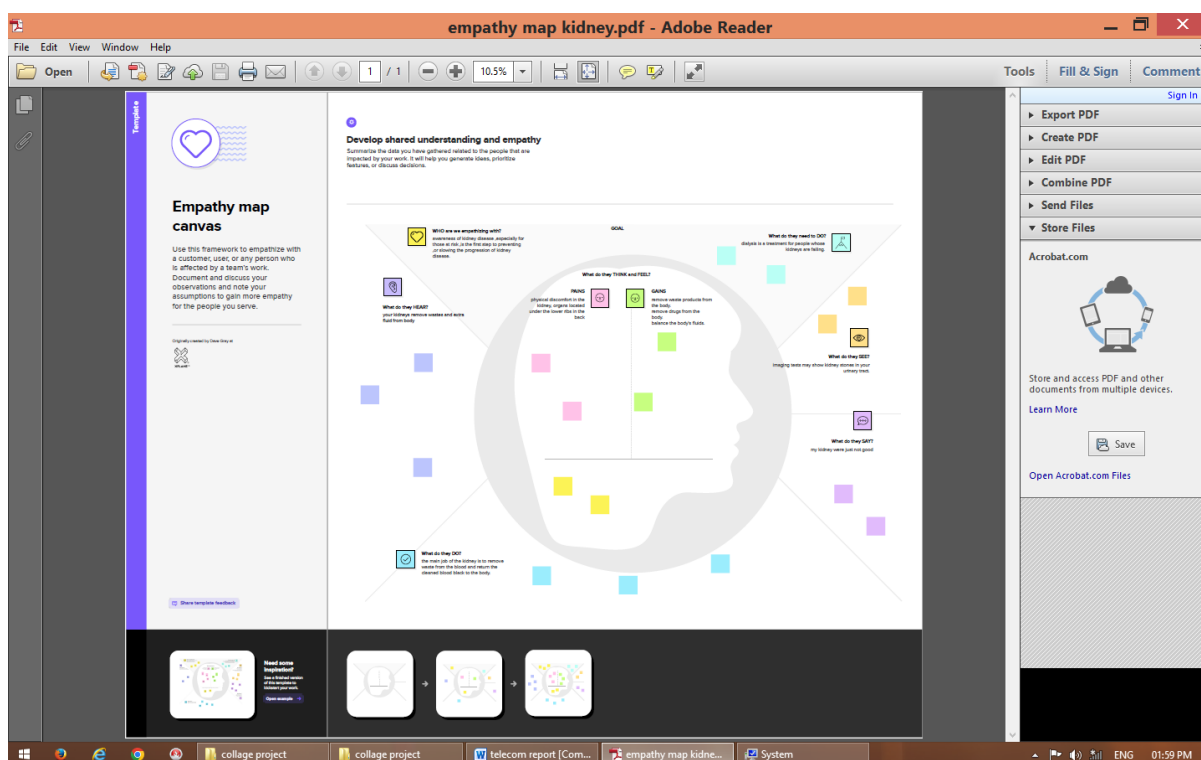 empathy map kidney.pdf - Adobe Reader
File Edit View Window Help
Open
1 / 1
10.5%
Tools Fill & Sign Comment
Sign In
Export PDF
Create PDF
Edit PDF
Combine PDF
Send Files
Store Files
Acrobat.com
Store and access PDF and other
documents from multiple devices.
Learn More
Save
Open Acrobat.com Files
Template
Empathy map
canvas
Use this framework to empathize with
a customer, user, or any person who
is affected by a team's work.
Document and discuss your
observations and note your
assumptions to gain more empathy
for the people you serve.
Originally created by Dave Gray at
XPLANE
Share template feedback
Develop shared understanding and empathy
Summarize the data you have gathered related to the people that are
impacted by your work. It will help you generate ideas, prioritize
features, or discuss decisions.
WHO are we empathizing with?
awareness of kidney disease ,especially for
those at risk ,is the first step to preventing
,or slowing the progression of kidney
disease.
GOAL
What do they need to DO?
dialysis is a treatment for people whose
kidneys are failing.
What do they HEAR?
your kidneys remove wastes and extra
fluid from body
What do they THINK and FEEL?
PAINS
physical discomfort in the
kidney, organs located
under the lower ribs in the
back
GAINS
remove waste products from
the body.
remove drugs from the
body.
balance the body's fluids.
What do they SEE?
imaging tests may show kidney stones in your
urinary tract.
What do they SAY?
my kidney were just not good
What do they DO?
the main job of the kidney is to remove
waste from the blood and return the
cleaned blood black to the body.
Need some
inspiration?
See a finished version
of this template to
kickstart your work.
Open example
collage project
collage project
telecom report [Com...
empathy map kidne...
System
ENG
01:59 PM